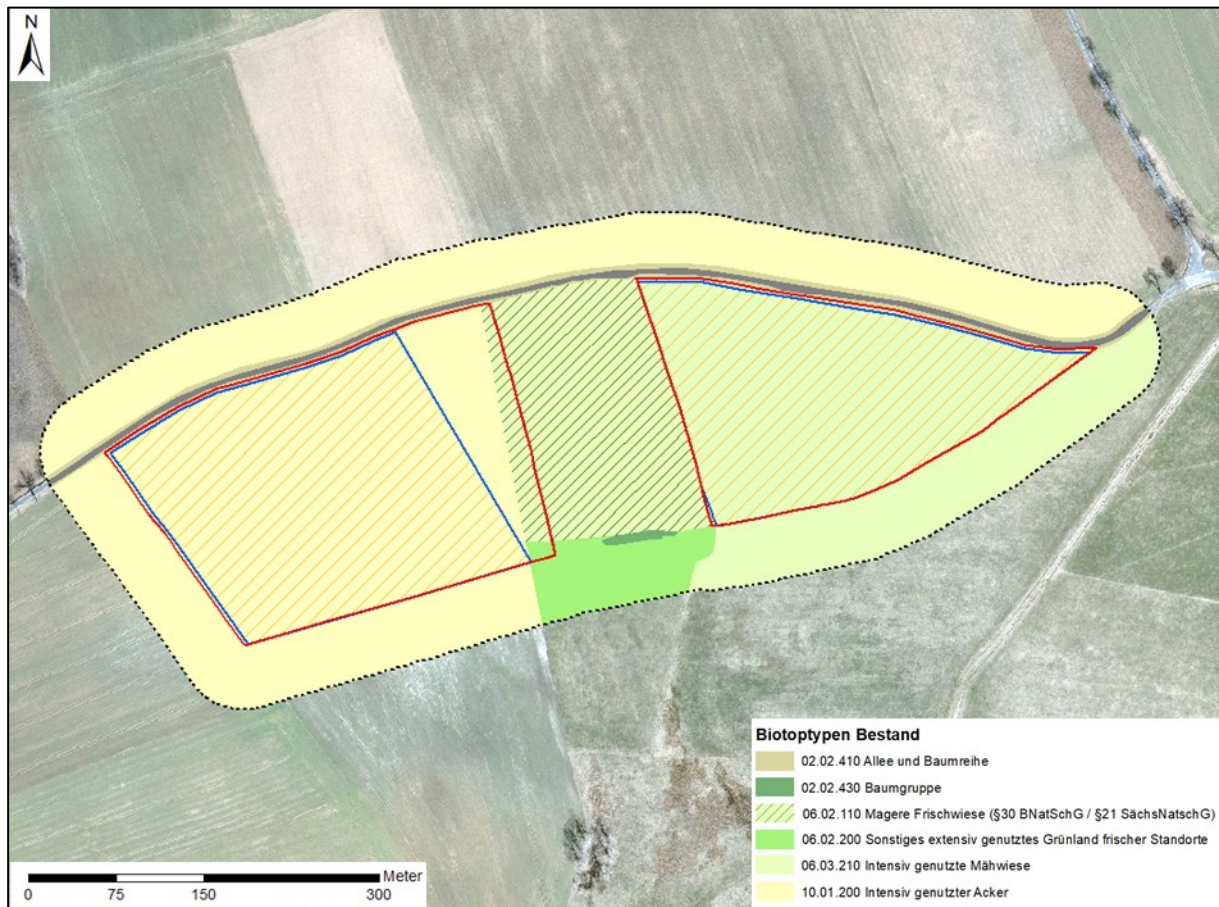 N
Biotoptypen Bestand
02.02.410 Allee und Baumreihe
02.02.430 Baumgruppe
06.02.110 Magere Frischwiese (§30 BNatSchG / §21 SächsNatschG)
06.02.200 Sonstiges extensiv genutztes Grünland frischer Standorte
06.03.210 Intensiv genutzte Mähwiese
10.01.200 Intensiv genutzter Acker
Meter
0 75 150 300